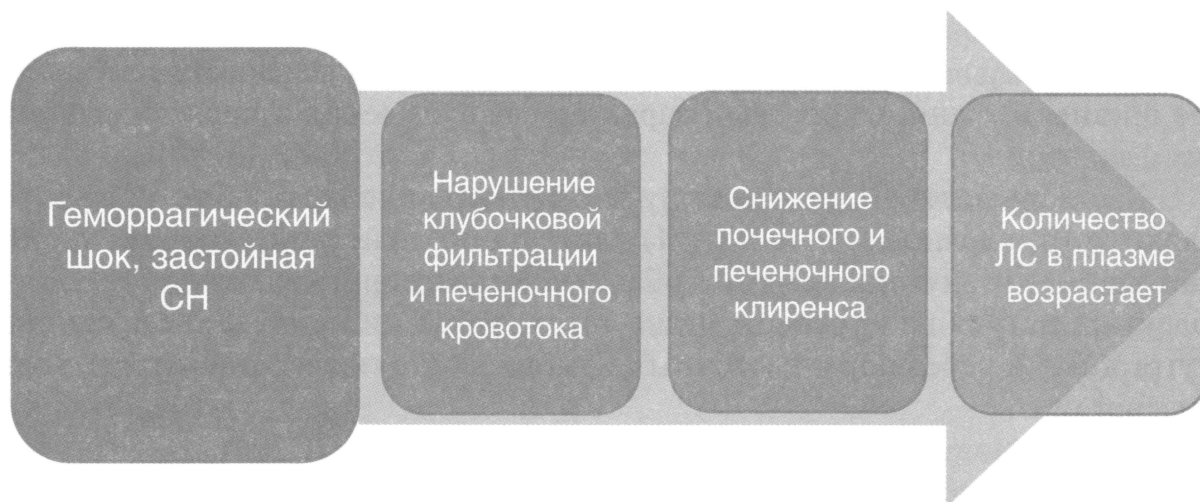 Геморрагический
шок, застойная
СН
Нарушение
клубочковой
фильтрации
и печеночного
кровотока
Снижение
почечного и
печеночного
клиренса
Количество
ЛС в плазме
возрастает